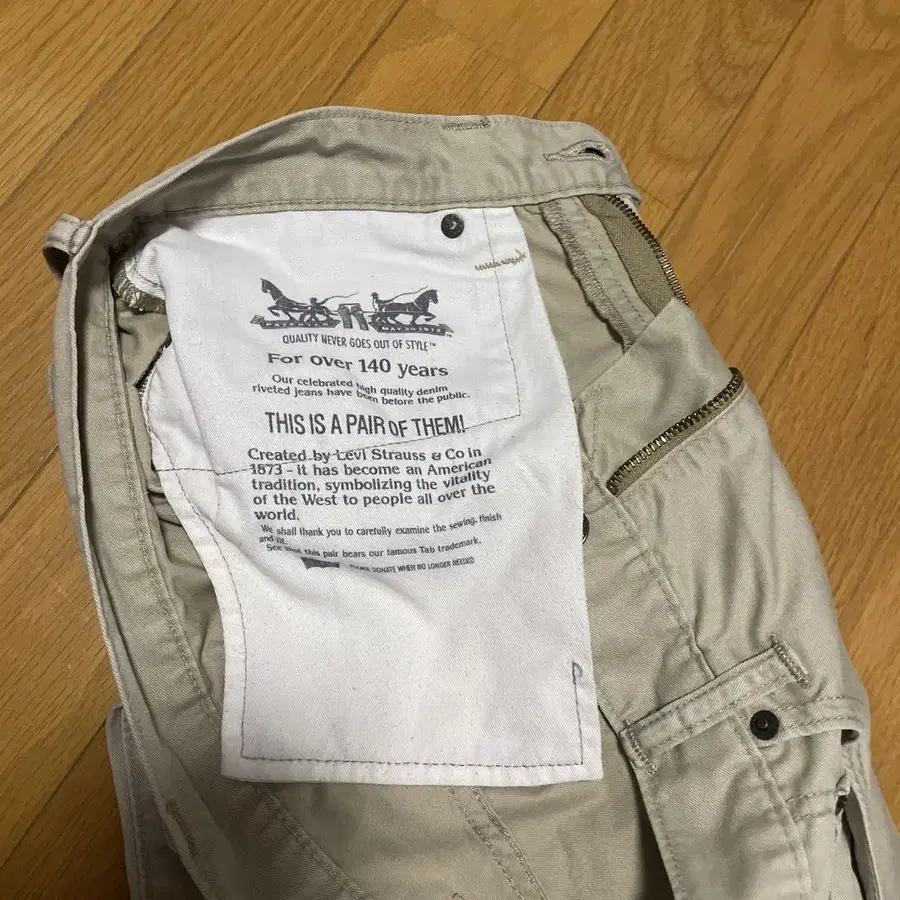 MAY 20 1873
QUALITY NEVER GOES OUT OF STYLE™
For over 140 years
Our celebrated high quality denim
riveted jeans have been before the public.
THIS IS A PAIR OF THEM!
Created by Levi Strauss & Co in
1873 - it has become an American
tradition, symbolizing the vitality
of the West to people all over the
world.
We shall thank you to carefully examine the sewing, finish
and fit.
See that this pair bears our famous Tab trademark.
PLEASE DONATE WHEN NO LONGER NEEDED